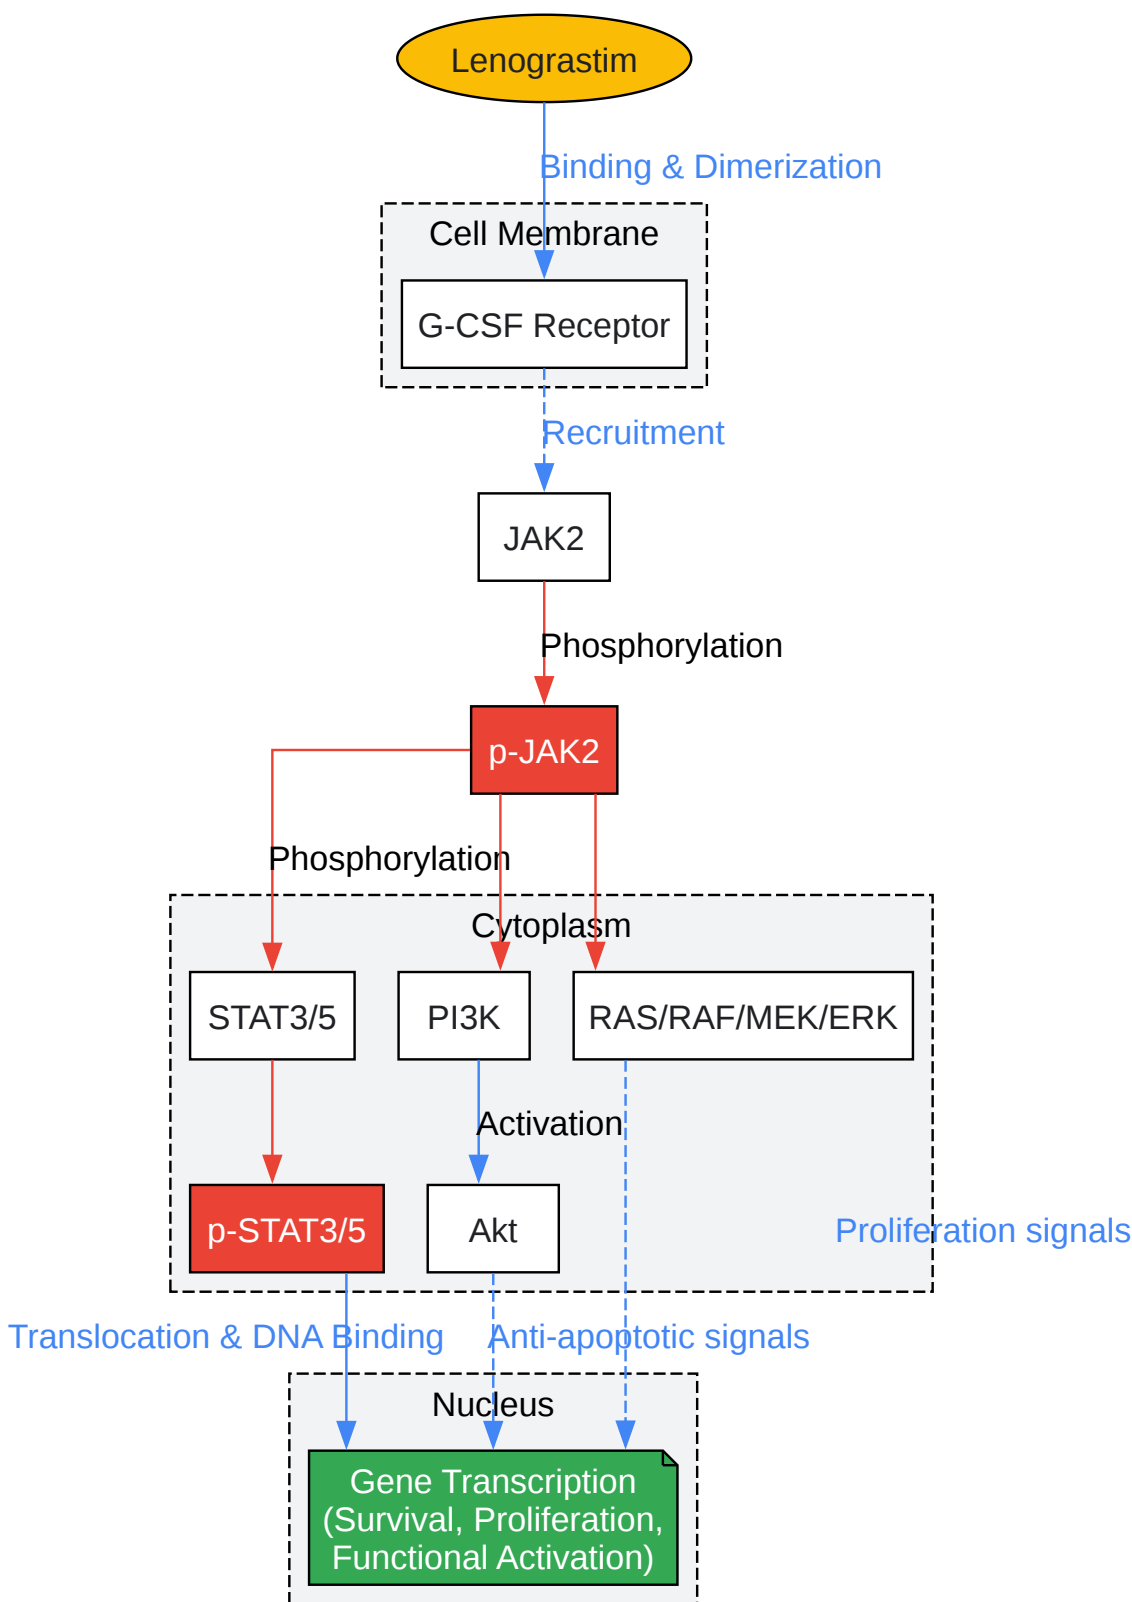 Lenograstim
Binding & Dimerization
Cell Membrane
G-CSF Receptor
Recruitment
JAK2
Phosphorylation
p-JAK2
Phosphorylation
Cytoplasm
STAT3/5
PI3K
RAS/RAF/MEK/ERK
Activation
p-STAT3/5
Akt
Proliferation signals
Translocation & DNA Binding
Anti-apoptotic signals
Nucleus
Gene Transcription
(Survival, Proliferation,
Functional Activation)